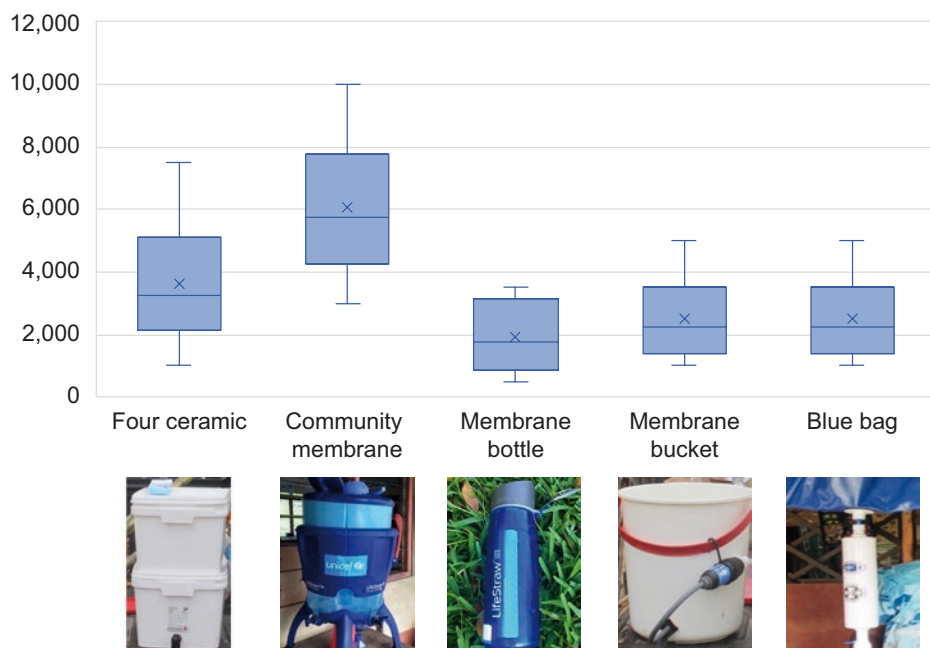 12,000
10,000
8,000
6,000
4,000
2,000
0
Four ceramic
Community
membrane
Membrane
bottle
Membrane
bucket
Blue bag
unicef
LifeStraw